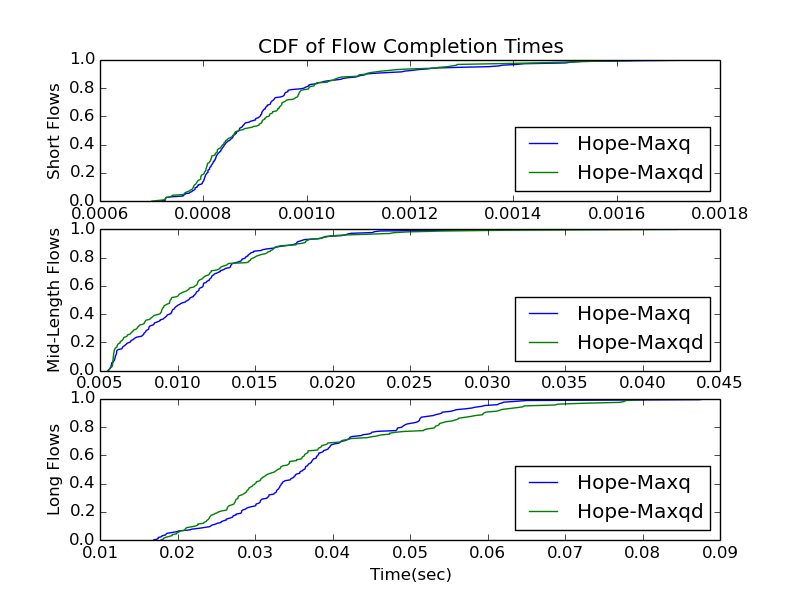 CDF of Flow Completion Times
1.0
0.8
0.6
0.4
0.2
0.0
Short Flows
Hope-Maxq
Hope-Maxqd
0.0006 0.0008 0.0010 0.0012 0.0014 0.0016 0.0018
1.0
0.8
0.6
0.4
0.2
0.0
Mid-Length Flows
Hope-Maxq
Hope-Maxqd
0.005 0.010 0.015 0.020 0.025 0.030 0.035 0.040 0.045
1.0
0.8
0.6
0.4
0.2
0.0
Long Flows
Hope-Maxq
Hope-Maxqd
0.01 0.02 0.03 0.04 0.05 0.06 0.07 0.08 0.09
Time(sec)